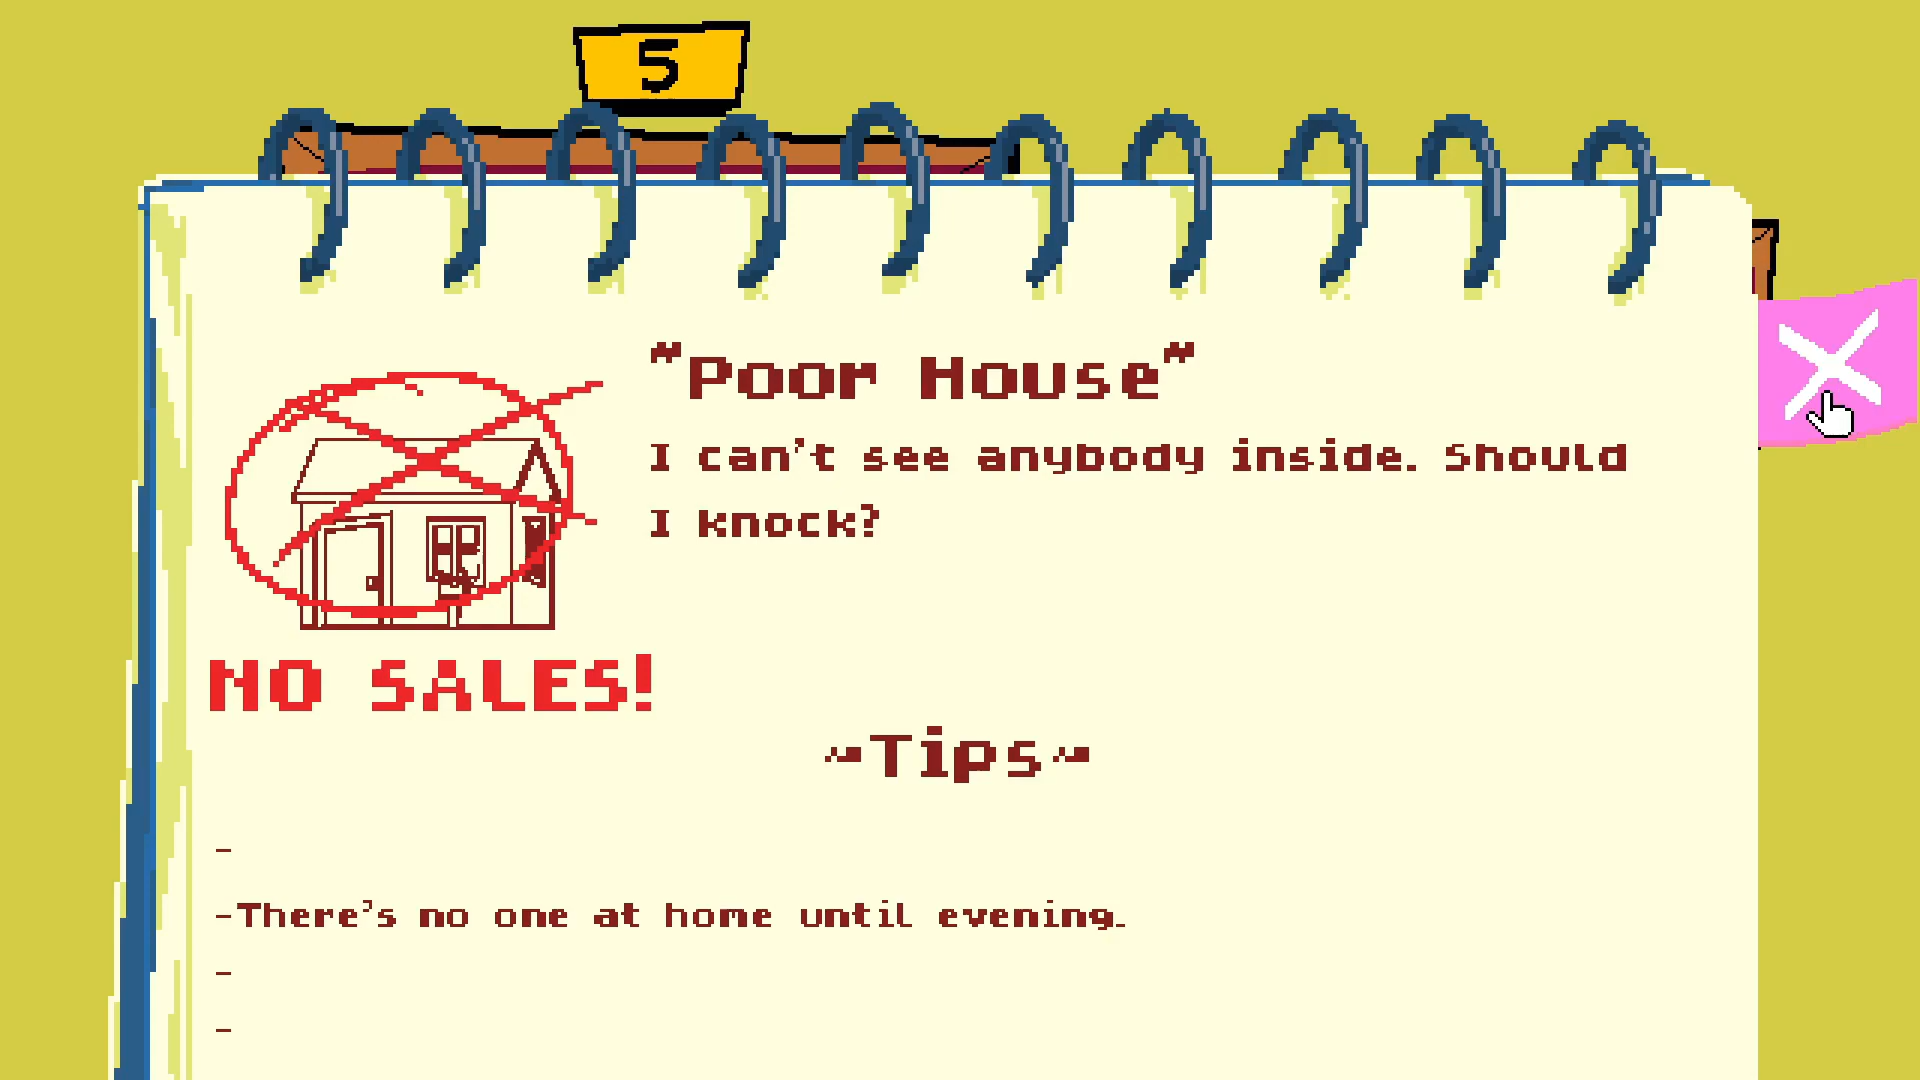 5
"Poor House"
I can't see anybody inside. Should
I knock?
NO SALES!
~Tips~
-
-There's no one at home until evening.
-
-